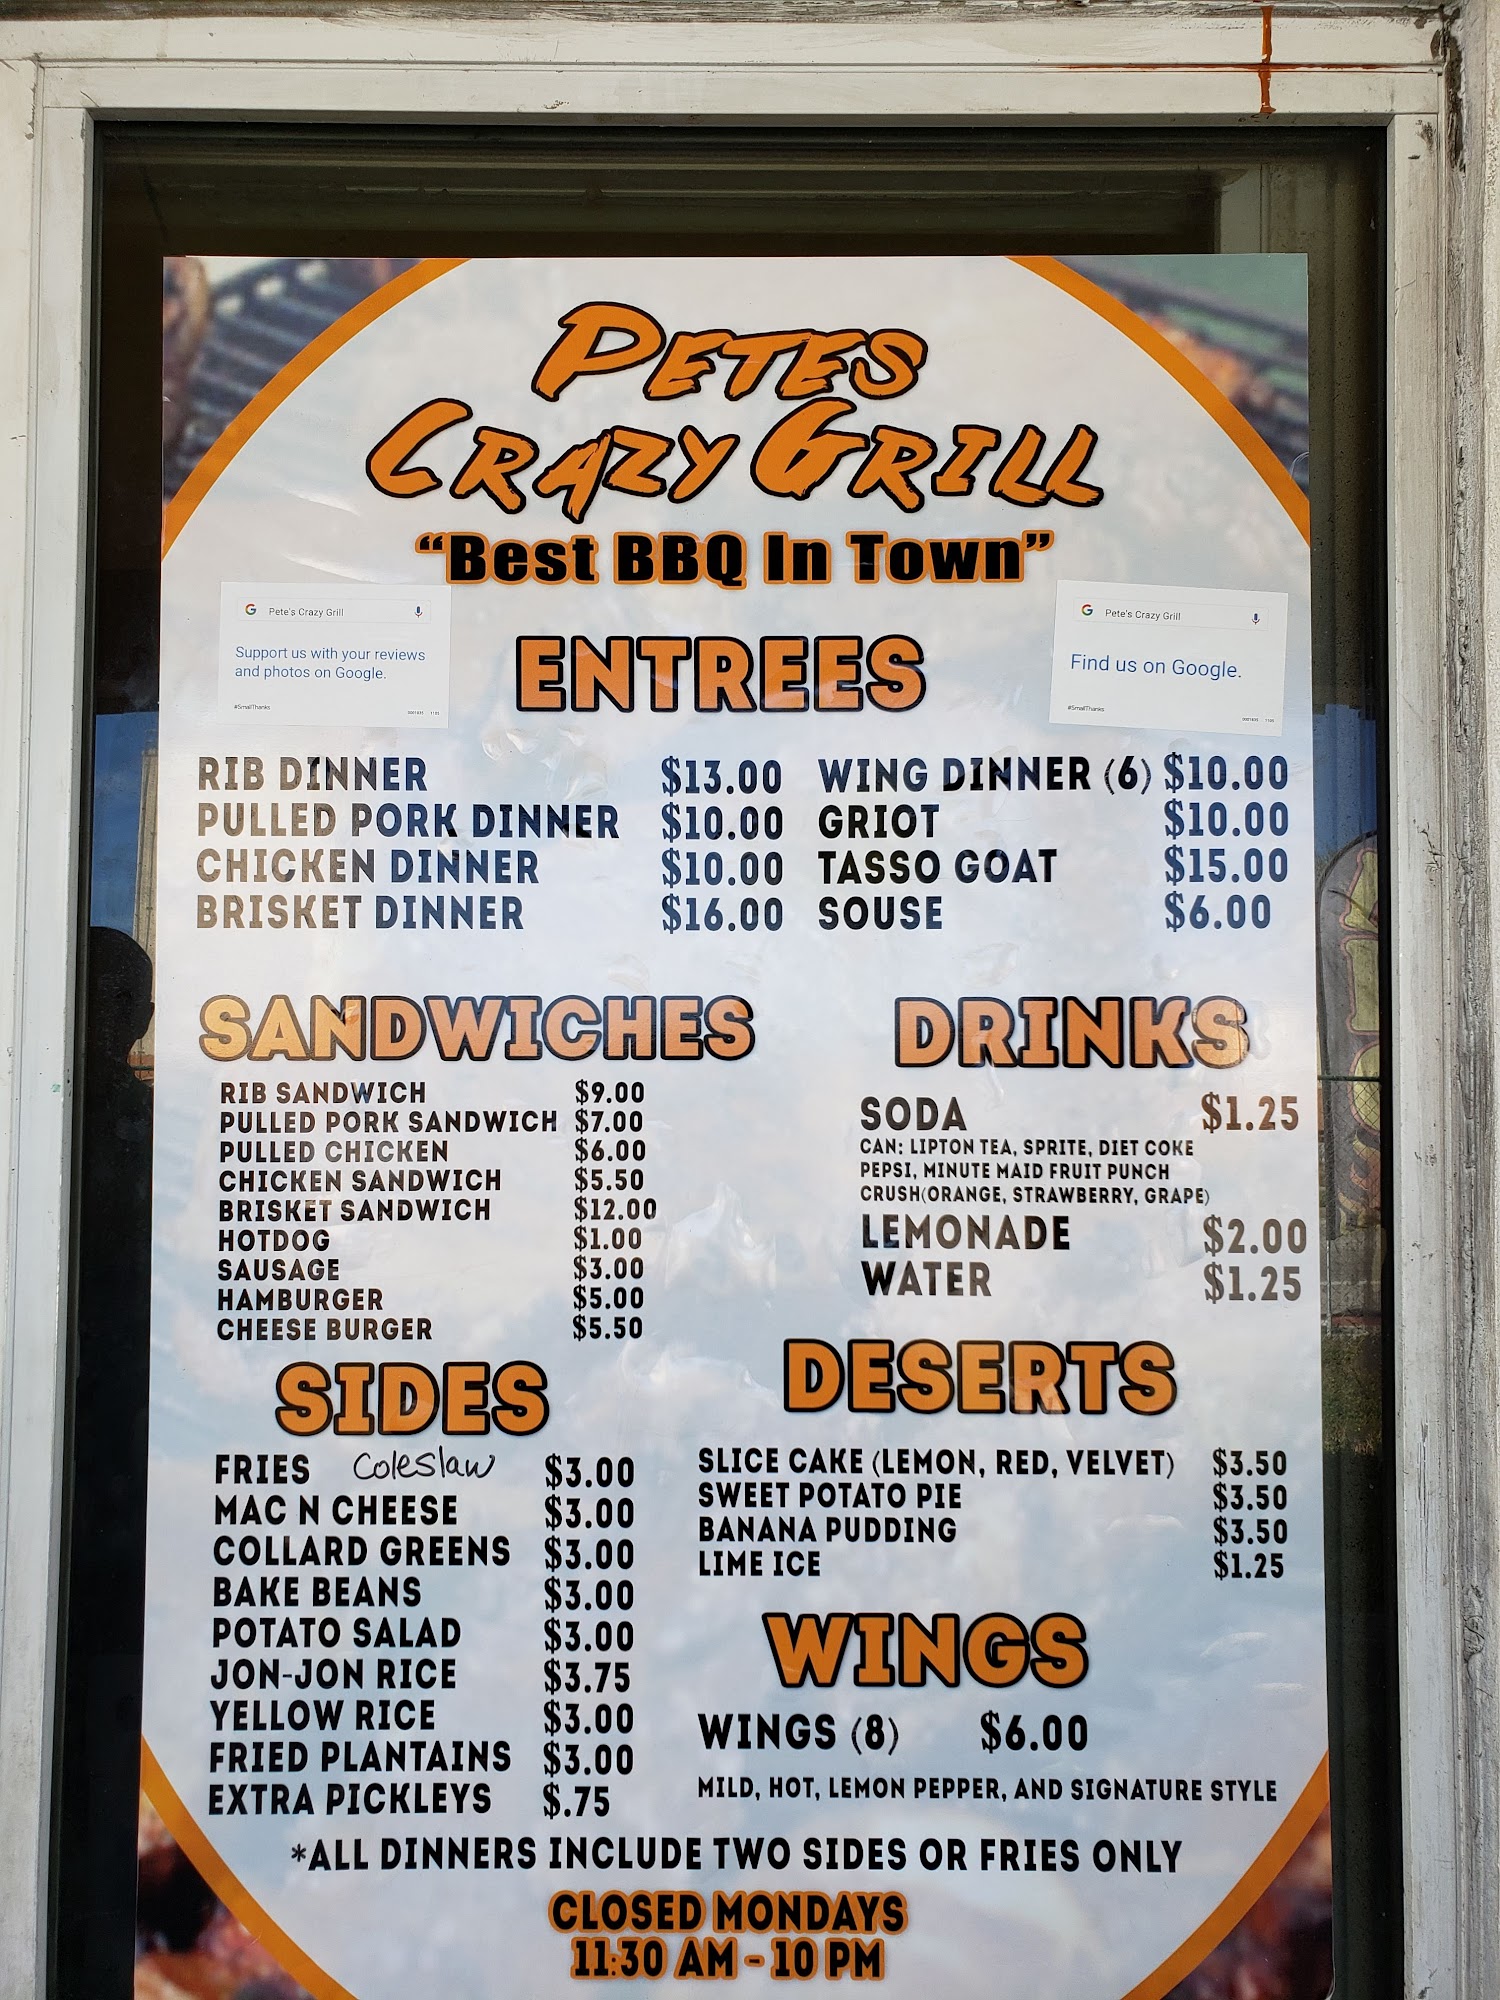 PETES
CRAZY GRILL
"Best BBQ In Town"
G Pete's Crazy Grill
Support us with your reviews
and photos on Google.
#SmallThanks
G Pete's Crazy Grill
Find us on Google.
#SmallThanks
ENTREES
RIB DINNER $13.00 WING DINNER (6) $10.00
PULLED PORK DINNER $10.00 GRIOT $10.00
CHICKEN DINNER $10.00 TASSO GOAT $15.00
BRISKET DINNER $16.00 SOUSE $6.00
SANDWICHES
RIB SANDWICH $9.00
PULLED PORK SANDWICH $7.00
PULLED CHICKEN $6.00
CHICKEN SANDWICH $5.50
BRISKET SANDWICH $12.00
HOTDOG $1.00
SAUSAGE $3.00
HAMBURGER $5.00
CHEESE BURGER $5.50
DRINKS
SODA $1.25
CAN: LIPTON TEA, SPRITE, DIET COKE
PEPSI, MINUTE MAID FRUIT PUNCH
CRUSH(ORANGE, STRAWBERRY, GRAPE)
LEMONADE $2.00
WATER $1.25
SIDES
FRIES Coleslaw $3.00
MAC N CHEESE $3.00
COLLARD GREENS $3.00
BAKE BEANS $3.00
POTATO SALAD $3.00
JON-JON RICE $3.75
YELLOW RICE $3.00
FRIED PLANTAINS $3.00
EXTRA PICKLEYS $.75
DESERTS
SLICE CAKE (LEMON, RED, VELVET) $3.50
SWEET POTATO PIE $3.50
BANANA PUDDING $3.50
LIME ICE $1.25
WINGS
WINGS (8) $6.00
MILD, HOT, LEMON PEPPER, AND SIGNATURE STYLE
*ALL DINNERS INCLUDE TWO SIDES OR FRIES ONLY
CLOSED MONDAYS
11:30 AM - 10 PM